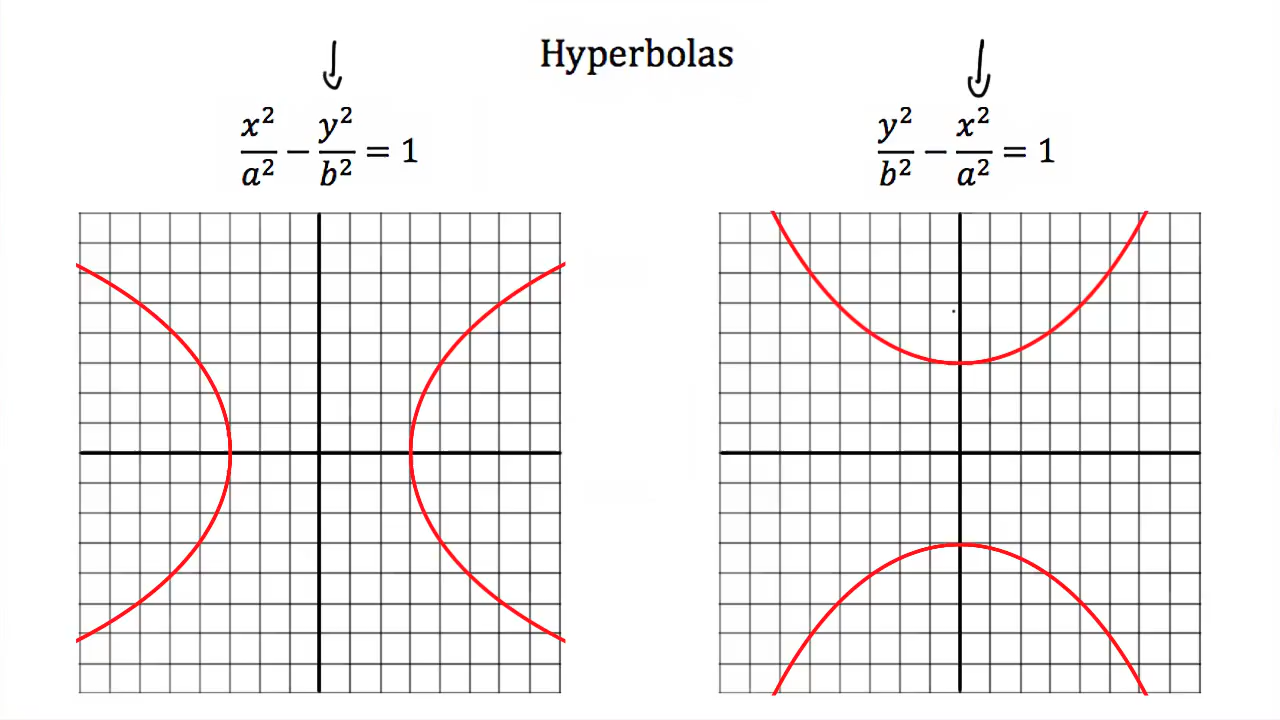 Hyperbolas
x²/a² − y²/b² = 1
y²/b² − x²/a² = 1